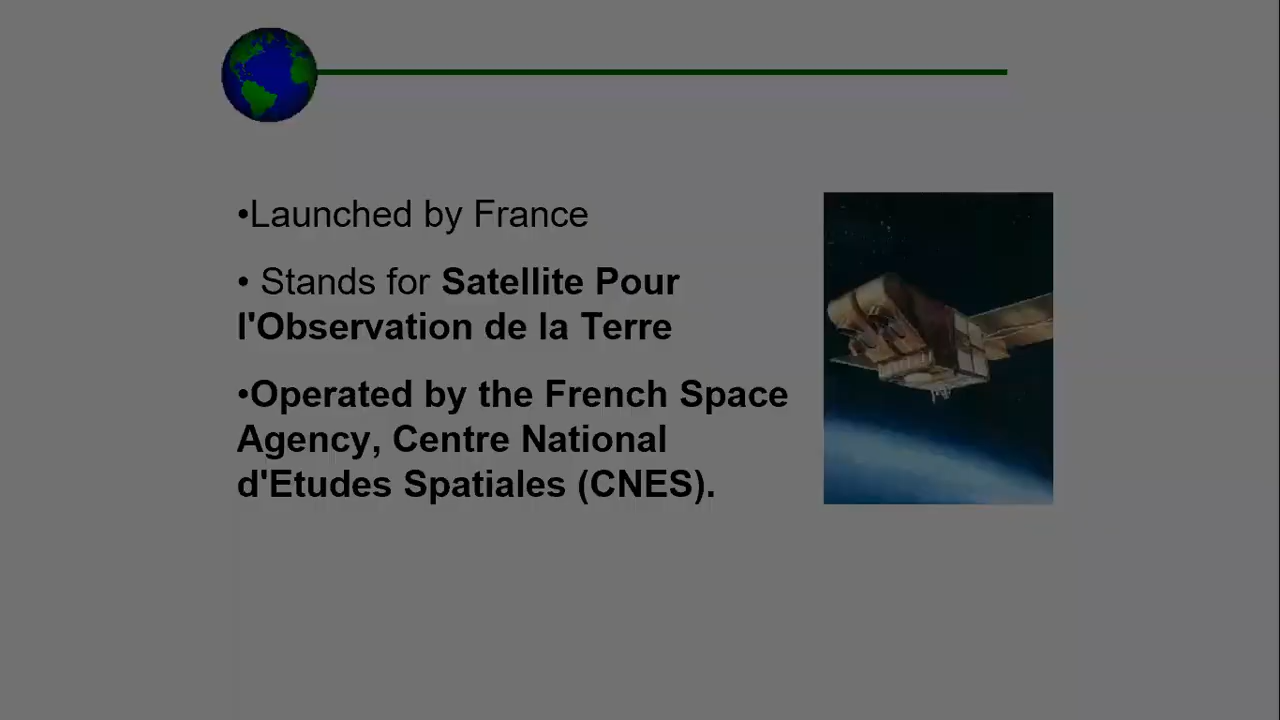 •Launched by France
• Stands for Satellite Pour
l'Observation de la Terre
•Operated by the French Space
Agency, Centre National
d'Etudes Spatiales (CNES).